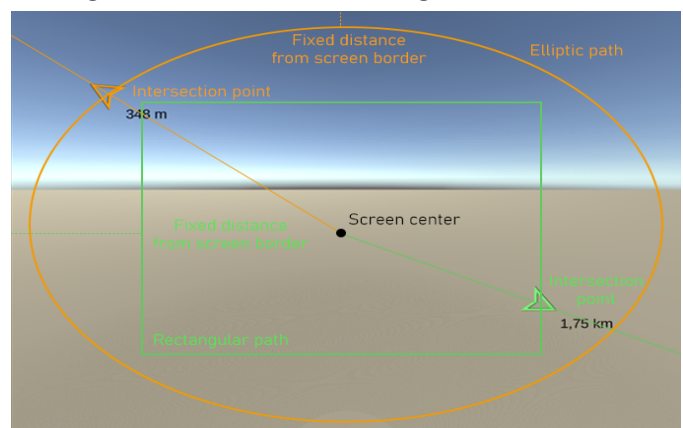 Fixed distance
from screen border
Elliptic path
Intersection point
348 m
Screen center
Fixed distance
from screen border
Intersection
point
1,75 km
Rectangular path